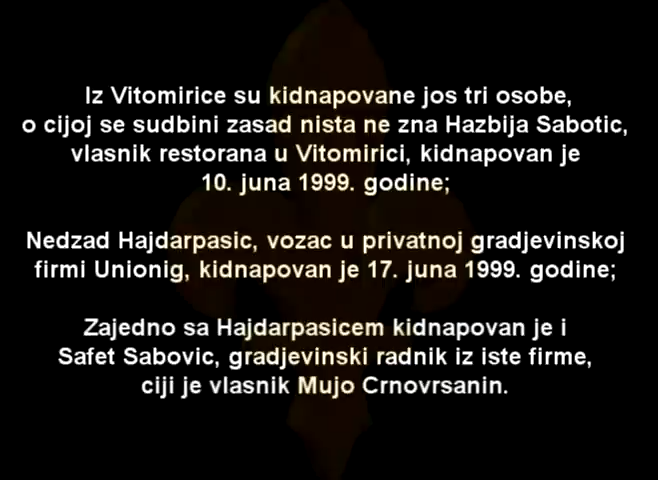 Iz Vitomirice su kidnapovane jos tri osobe,
o cijoj se sudbini zasad nista ne zna Hazbija Sabotic,
vlasnik restorana u Vitomirici, kidnapovan je
10. juna 1999. godine;
Nedzad Hajdarpasic, vozac u privatnoj gradjevinskoj
firmi Unionig, kidnapovan je 17. juna 1999. godine;
Zajedno sa Hajdarpasicem kidnapovan je i
Safet Sabovic, gradjevinski radnik iz iste firme,
ciji je vlasnik Mujo Crnovrsanin.